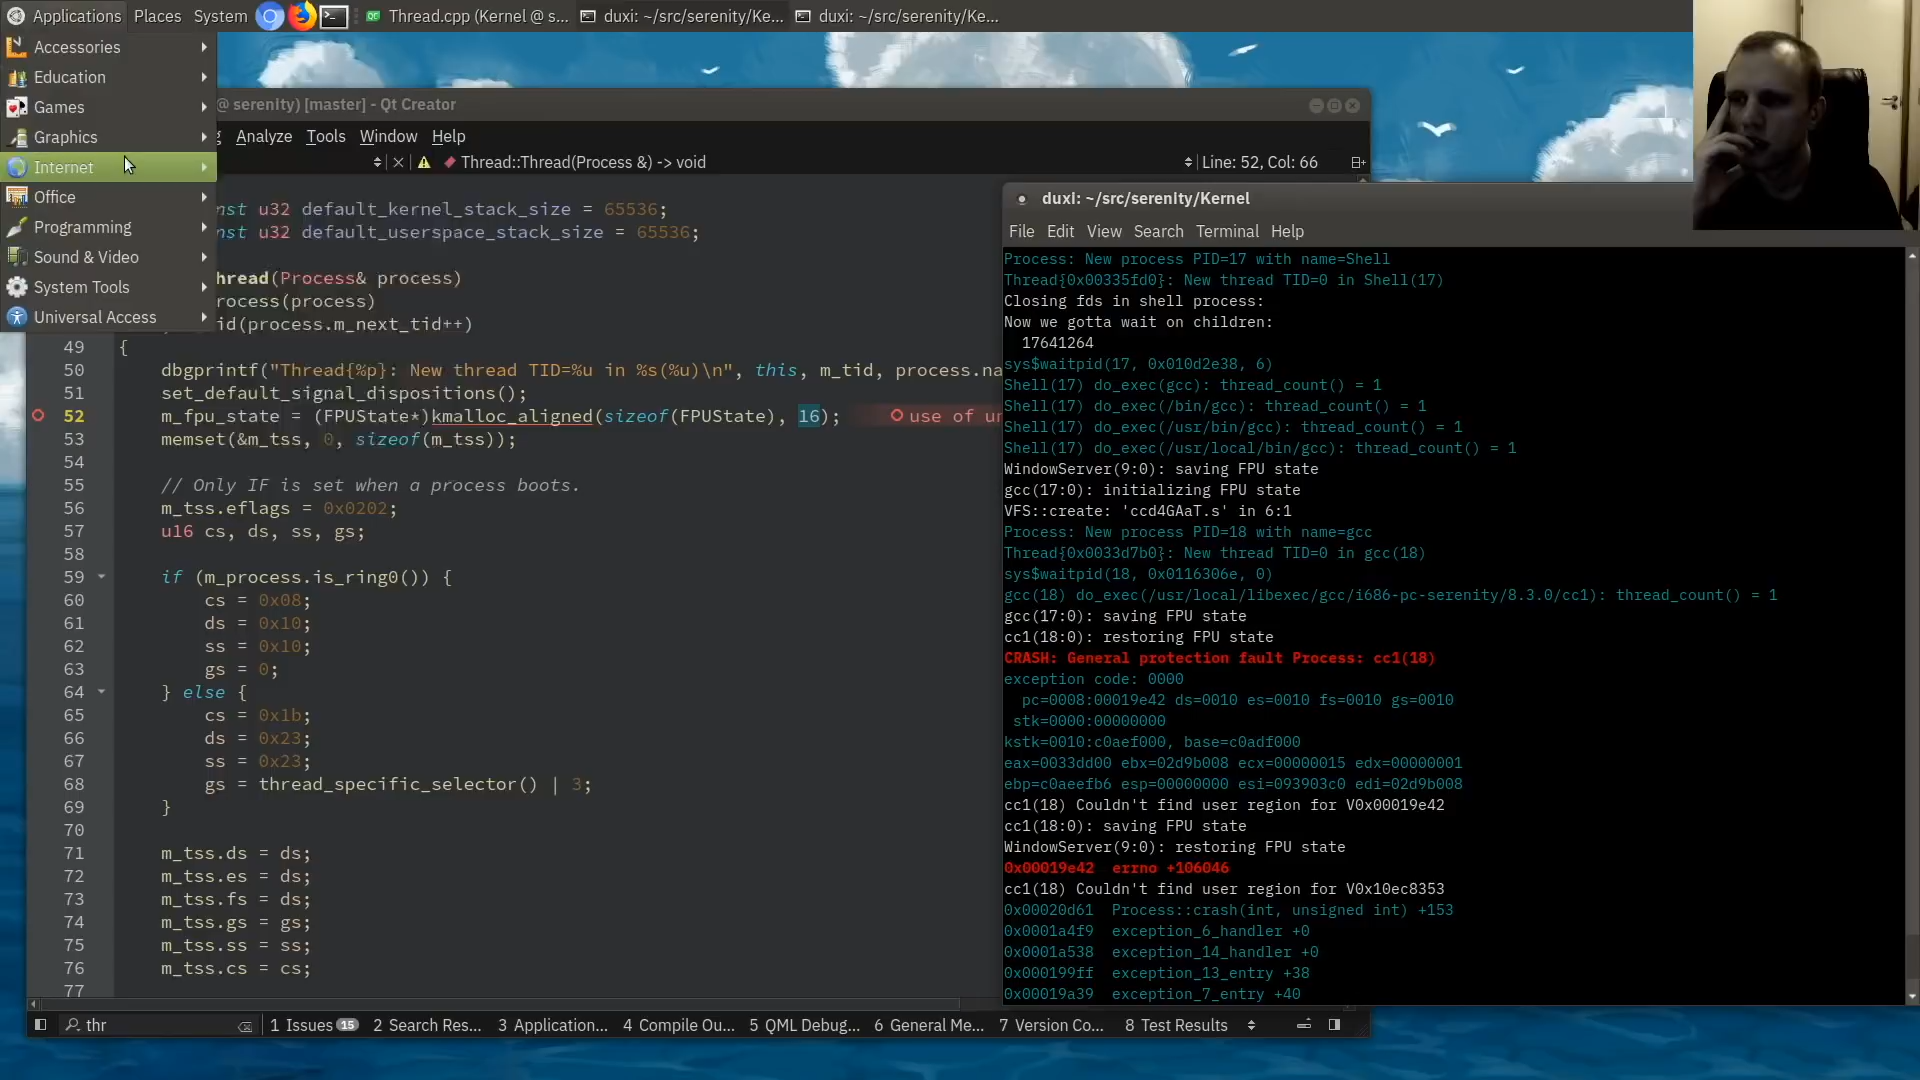 Applications Places System Thread.cpp (Kernel @ s... duxi: ~/src/serenity/Ke... duxi: ~/src/serenity/Ke...
Accessories
Education
Games
Graphics
Internet
Office
Programming
Sound & Video
System Tools
Universal Access
@ serenity) [master] - Qt Creator
Analyze Tools Window Help
Thread::Thread(Process &) -> void Line: 52, Col: 66
nst u32 default_kernel_stack_size = 65536;
nst u32 default_userspace_stack_size = 65536;
hread(Process& process)
rocess(process)
id(process.m_next_tid++)
49 {
50 dbgprintf("Thread{%p}: New thread TID=%u in %s(%u)\n", this, m_tid, process.na
51 set_default_signal_dispositions();
52 m_fpu_state = (FPUState*)kmalloc_aligned(sizeof(FPUState), 16); use of un
53 memset(&m_tss, 0, sizeof(m_tss));
54
55 // Only IF is set when a process boots.
56 m_tss.eflags = 0x0202;
57 u16 cs, ds, ss, gs;
58
59 if (m_process.is_ring0()) {
60 cs = 0x08;
61 ds = 0x10;
62 ss = 0x10;
63 gs = 0;
64 } else {
65 cs = 0x1b;
66 ds = 0x23;
67 ss = 0x23;
68 gs = thread_specific_selector() | 3;
69 }
70
71 m_tss.ds = ds;
72 m_tss.es = ds;
73 m_tss.fs = ds;
74 m_tss.gs = gs;
75 m_tss.ss = ss;
76 m_tss.cs = cs;
77
thr 1 Issues 15 2 Search Res... 3 Application... 4 Compile Ou... 5 QML Debug... 6 General Me... 7 Version Co... 8 Test Results
duxi: ~/src/serenity/Kernel
File Edit View Search Terminal Help
Process: New process PID=17 with name=Shell
Thread{0x00335fd0}: New thread TID=0 in Shell(17)
Closing fds in shell process:
Now we gotta wait on children:
17641264
sys$waitpid(17, 0x010d2e38, 6)
Shell(17) do_exec(gcc): thread_count() = 1
Shell(17) do_exec(/bin/gcc): thread_count() = 1
Shell(17) do_exec(/usr/bin/gcc): thread_count() = 1
Shell(17) do_exec(/usr/local/bin/gcc): thread_count() = 1
WindowServer(9:0): saving FPU state
gcc(17:0): initializing FPU state
VFS::create: 'ccd4GAaT.s' in 6:1
Process: New process PID=18 with name=gcc
Thread{0x0033d7b0}: New thread TID=0 in gcc(18)
sys$waitpid(18, 0x0116306e, 0)
gcc(18) do_exec(/usr/local/libexec/gcc/i686-pc-serenity/8.3.0/cc1): thread_count() = 1
gcc(17:0): saving FPU state
cc1(18:0): restoring FPU state
CRASH: General protection fault Process: cc1(18)
exception code: 0000
pc=0008:00019e42 ds=0010 es=0010 fs=0010 gs=0010
stk=0000:00000000
kstk=0010:c0aef000, base=c0adf000
eax=0033dd00 ebx=02d9b008 ecx=00000015 edx=00000001
ebp=c0aeefb6 esp=00000000 esi=093903c0 edi=02d9b008
cc1(18) Couldn't find user region for V0x00019e42
cc1(18:0): saving FPU state
WindowServer(9:0): restoring FPU state
0x00019e42 errno +106046
cc1(18) Couldn't find user region for V0x10ec8353
0x00020d61 Process::crash(int, unsigned int) +153
0x0001a4f9 exception_6_handler +0
0x0001a538 exception_14_handler +0
0x000199ff exception_13_entry +38
0x00019a39 exception_7_entry +40